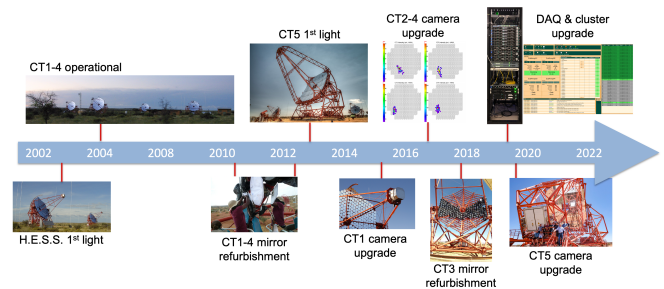 CT5 1st light
CT2-4 camera
upgrade
DAQ & cluster
upgrade
CT1-4 operational
2002 2004 2008 2010 2012 2014 2016 2018 2020 2022
H.E.S.S. 1st light
CT1-4 mirror
refurbishment
CT1 camera
upgrade
CT3 mirror
refurbishment
CT5 camera
upgrade